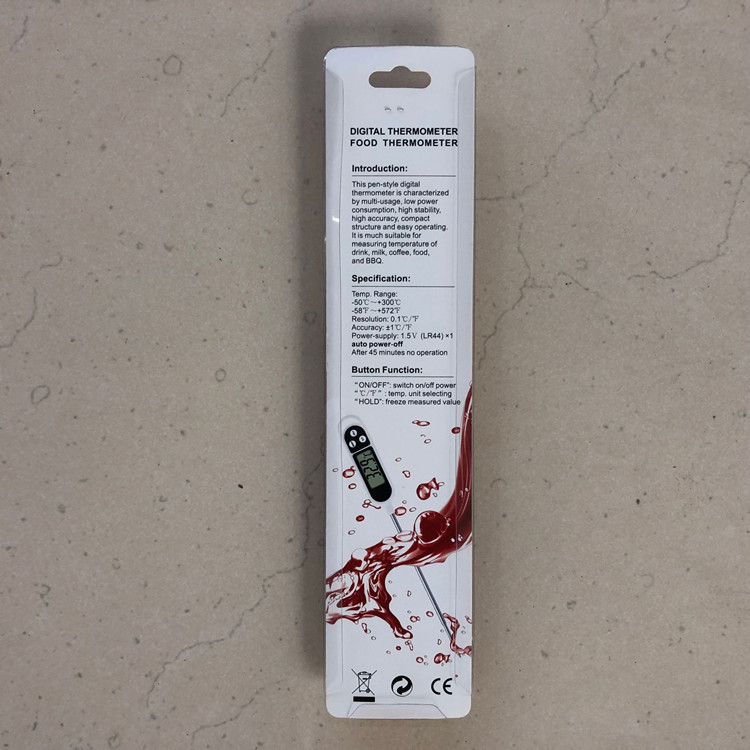 DIGITAL THERMOMETER
FOOD THERMOMETER
Introduction:
This pen-style digital
thermometer is characterized
by multi-usage, low power
consumption, high stability,
high accuracy, compact
structure and easy operating.
It is much suitable for
measuring temperature of
drink, milk, coffee, food,
and BBQ.
Specification:
Temp. Range:
-50℃～+300℃
-58℉～+572℉
Resolution: 0.1℃/℉
Accuracy: ±1℃/℉
Power-supply: 1.5V (LR44) ×1
auto power-off
After 45 minutes no operation
Button Function:
"ON/OFF": switch on/off power
"℃/℉" : temp. unit selecting
"HOLD": freeze measured value
CE